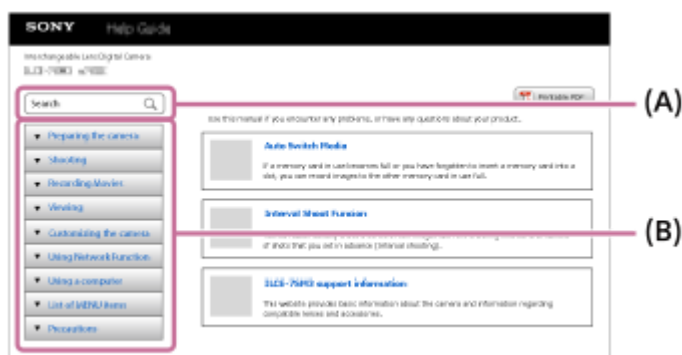 SONY Help Guide
Interchangeable Lens Digital Camera
Search
(A)
Printable PDF
Use this manual if you encounter any problems, or have any questions about your product.
Preparing the camera
Shooting
Recording Movies
Viewing
Customizing the camera
Using Network Function
Using a computer
List of MENU items
Precautions
(B)
Auto Switch Media
If a memory card in use becomes full or you have forgotten to insert a memory card into a
slot, you can record images to the other memory card in use full.
Interval Shoot Funsion
of shots that you set in advance (interval shooting).
ILCE-7SM3 support information
This website provides basic information about the camera and information regarding
compatible lenses and accessories.